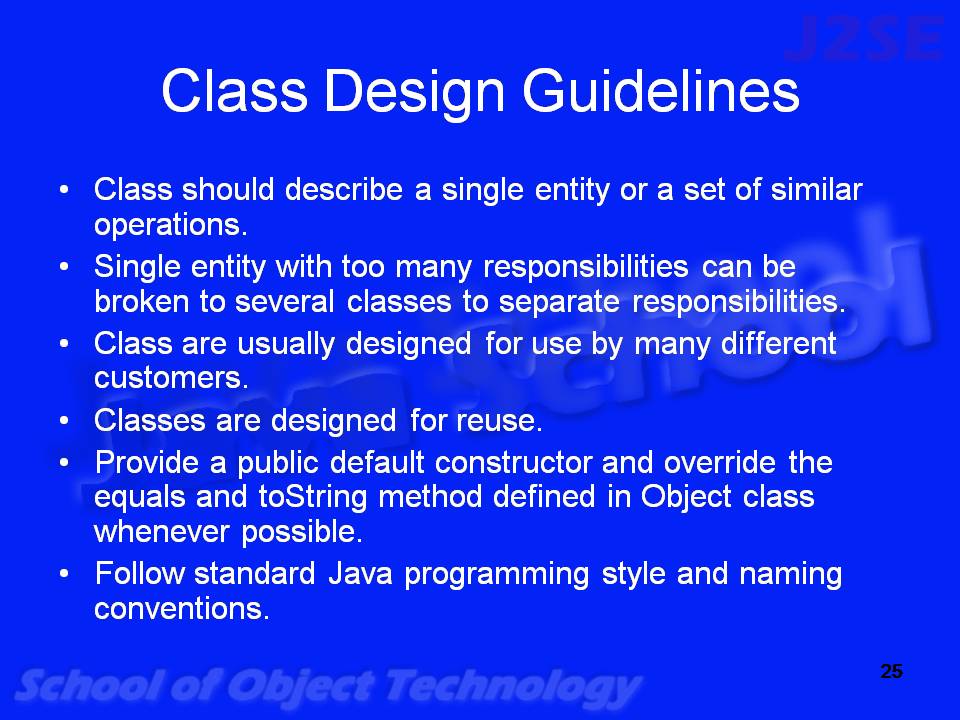 J2SE
Class Design Guidelines
• Class should describe a single entity or a set of similar
operations.
• Single entity with too many responsibilities can be
broken to several classes to separate responsibilities.
• Class are usually designed for use by many different
customers.
• Classes are designed for reuse.
• Provide a public default constructor and override the
equals and toString method defined in Object class
whenever possible.
• Follow standard Java programming style and naming
conventions.
Java School
School of Object Technology
25